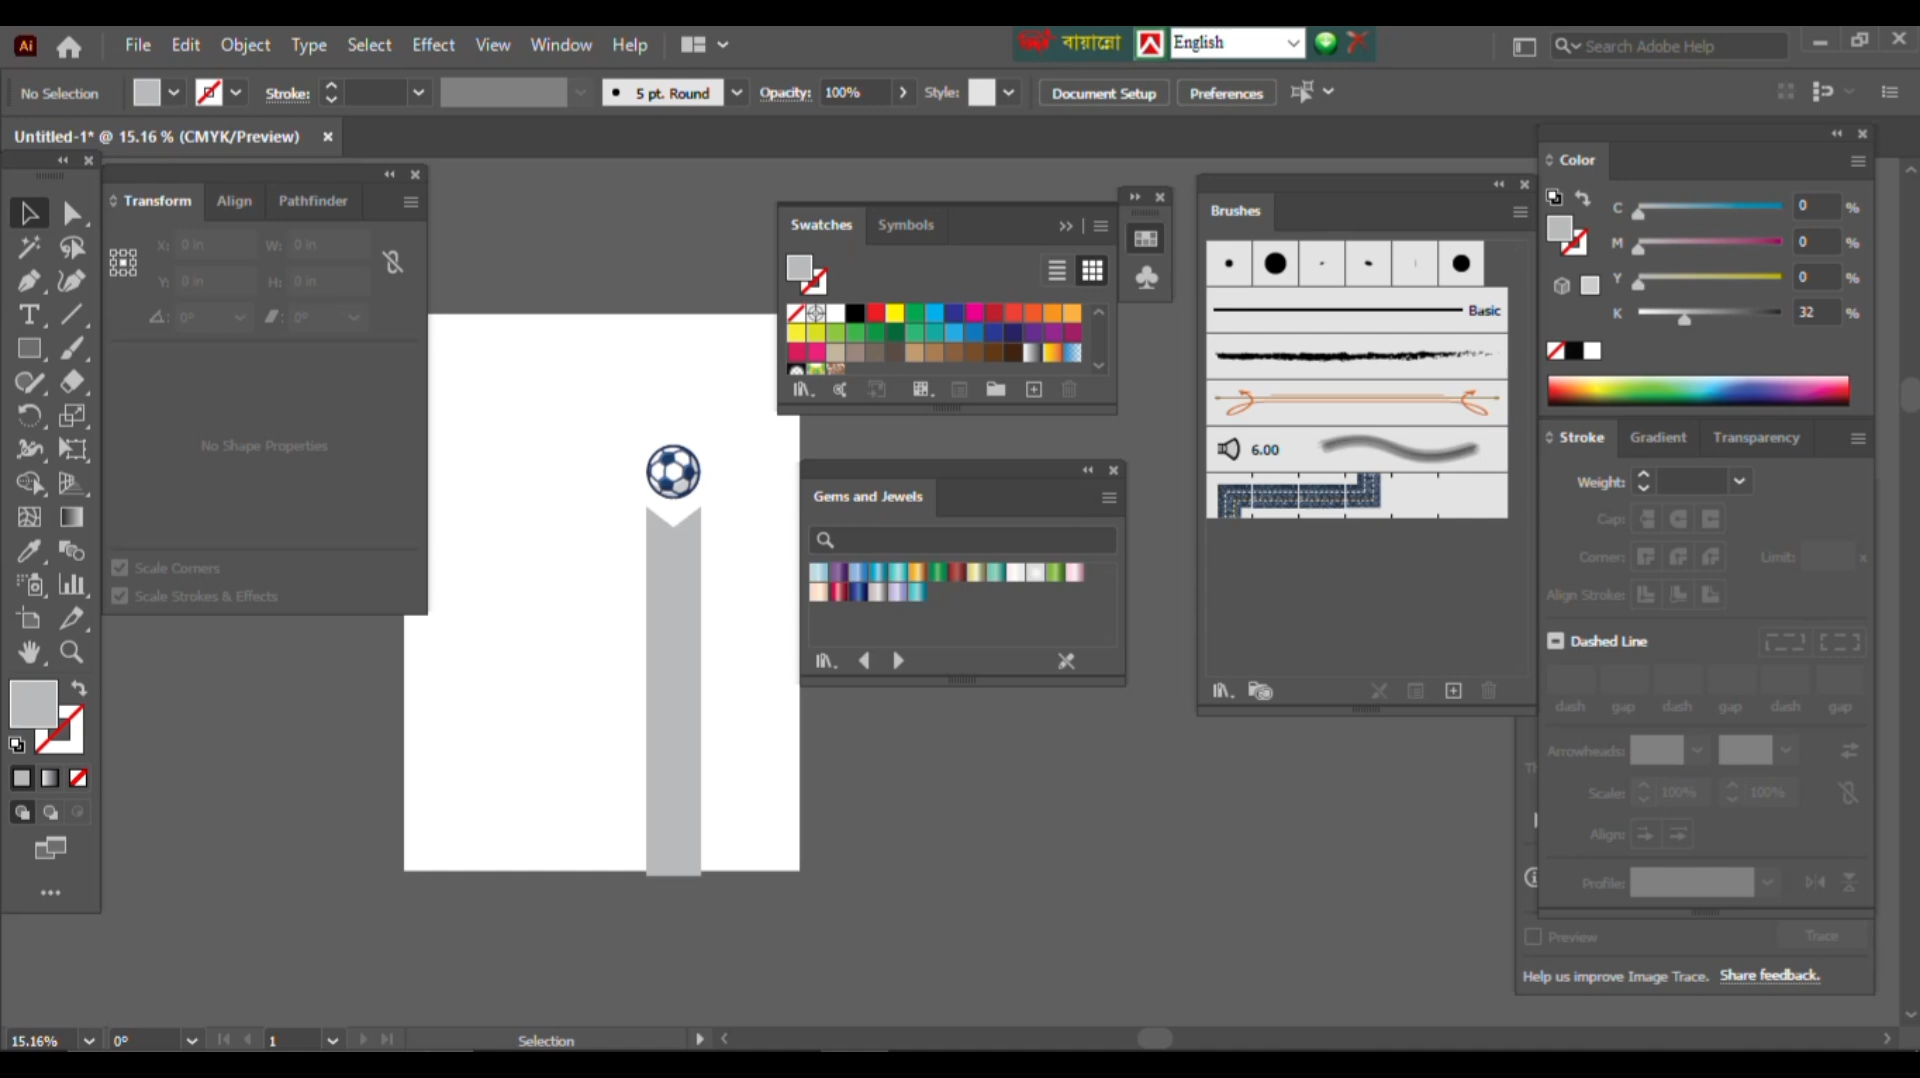 Ai File Edit Object Type Select Effect View Window Help বায়ান্নো English Search Adobe Help
No Selection Stroke: 5 pt. Round Opacity: 100% Style: Document Setup Preferences
Untitled-1* @ 15.16 % (CMYK/Preview)
Transform Align Pathfinder
X: 0 in W: 0 in
Y: 0 in H: 0 in
0° 0°
No Shape Properties
Scale Corners
Scale Strokes & Effects
Swatches Symbols
Gems and Jewels
Brushes
Basic
6.00
Color
C 0 %
M 0 %
Y 0 %
K 32 %
Stroke Gradient Transparency
Weight:
Cap:
Corner: Limit: x
Align Stroke:
Dashed Line
dash gap dash gap dash gap
Arrowheads:
Scale: 100% 100%
Align:
Profile:
Preview Trace
Help us improve Image Trace. Share feedback.
15.16% 0° 1 Selection